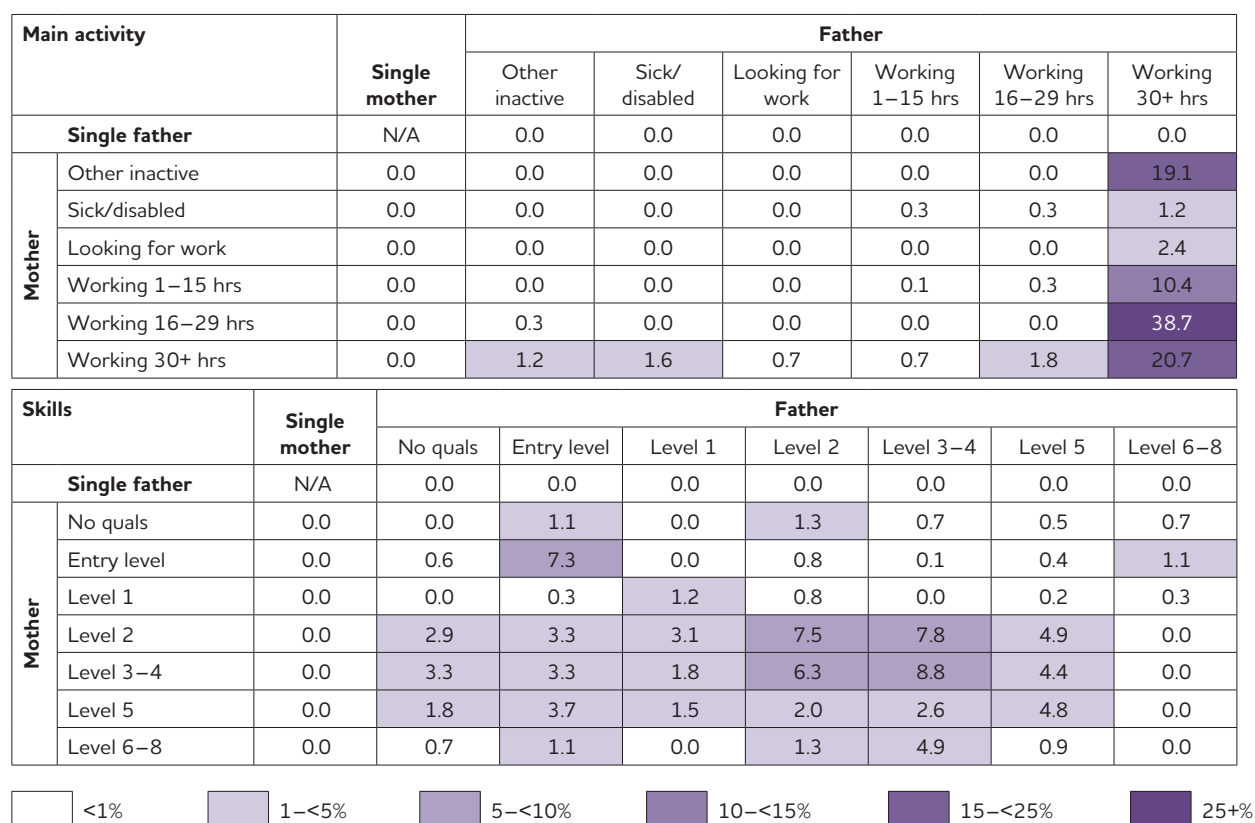 Main activity Single mother Father
Other inactive Sick/ disabled Looking for work Working 1–15 hrs Working 16–29 hrs Working 30+ hrs
Single father N/A 0.0 0.0 0.0 0.0 0.0 0.0
Mother
Other inactive 0.0 0.0 0.0 0.0 0.0 0.0 19.1
Sick/disabled 0.0 0.0 0.0 0.0 0.3 0.3 1.2
Looking for work 0.0 0.0 0.0 0.0 0.0 0.0 2.4
Working 1–15 hrs 0.0 0.0 0.0 0.0 0.1 0.3 10.4
Working 16–29 hrs 0.0 0.3 0.0 0.0 0.0 0.0 38.7
Working 30+ hrs 0.0 1.2 1.6 0.7 0.7 1.8 20.7
Skills Single mother Father
No quals Entry level Level 1 Level 2 Level 3–4 Level 5 Level 6–8
Single father N/A 0.0 0.0 0.0 0.0 0.0 0.0 0.0
Mother
No quals 0.0 0.0 1.1 0.0 1.3 0.7 0.5 0.7
Entry level 0.0 0.6 7.3 0.0 0.8 0.1 0.4 1.1
Level 1 0.0 0.0 0.3 1.2 0.8 0.0 0.2 0.3
Level 2 0.0 2.9 3.3 3.1 7.5 7.8 4.9 0.0
Level 3–4 0.0 3.3 3.3 1.8 6.3 8.8 4.4 0.0
Level 5 0.0 1.8 3.7 1.5 2.0 2.6 4.8 0.0
Level 6–8 0.0 0.7 1.1 0.0 1.3 4.9 0.9 0.0
<1% 1–<5% 5–<10% 10–<15% 15–<25% 25+%